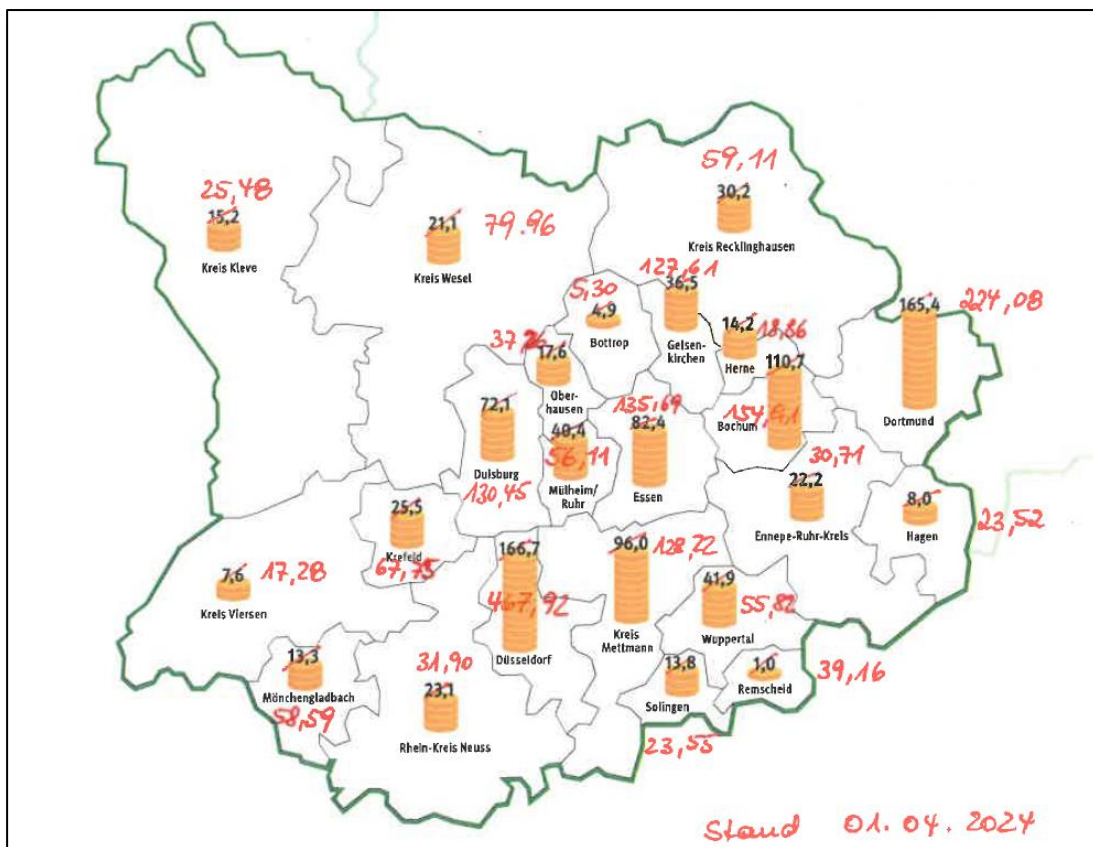 59,11
30,2
Kreis Recklinghausen
25,48
15,2
Kreis Kleve
21,1
79.96
Kreis Wesel
127,61
36,5
Gelsen-
kirchen
5,30
4,9
Bottrop
14,2
18,86
Herne
224,08
165,4
Dortmund
17,6
Ober-
hausen
110,7
Bochum
72,1
Duisburg
130,45
40,4
56,11
Mülheim/
Ruhr
135,69
82,4
Essen
30,71
22,2
Ennepe-Ruhr-Kreis
8,0
Hagen
23,52
25,5
Krefeld
67,75
166,7
467,92
Düsseldorf
96,0
128,22
Kreis
Mettmann
7,6
17,28
Kreis Viersen
41,9
55,82
Wuppertal
13,3
Mönchengladbach
58,59
31,90
23,1
Rhein-Kreis Neuss
13,8
Solingen
23,55
1,0
Remscheid
39,16
Stand 01.04.2024